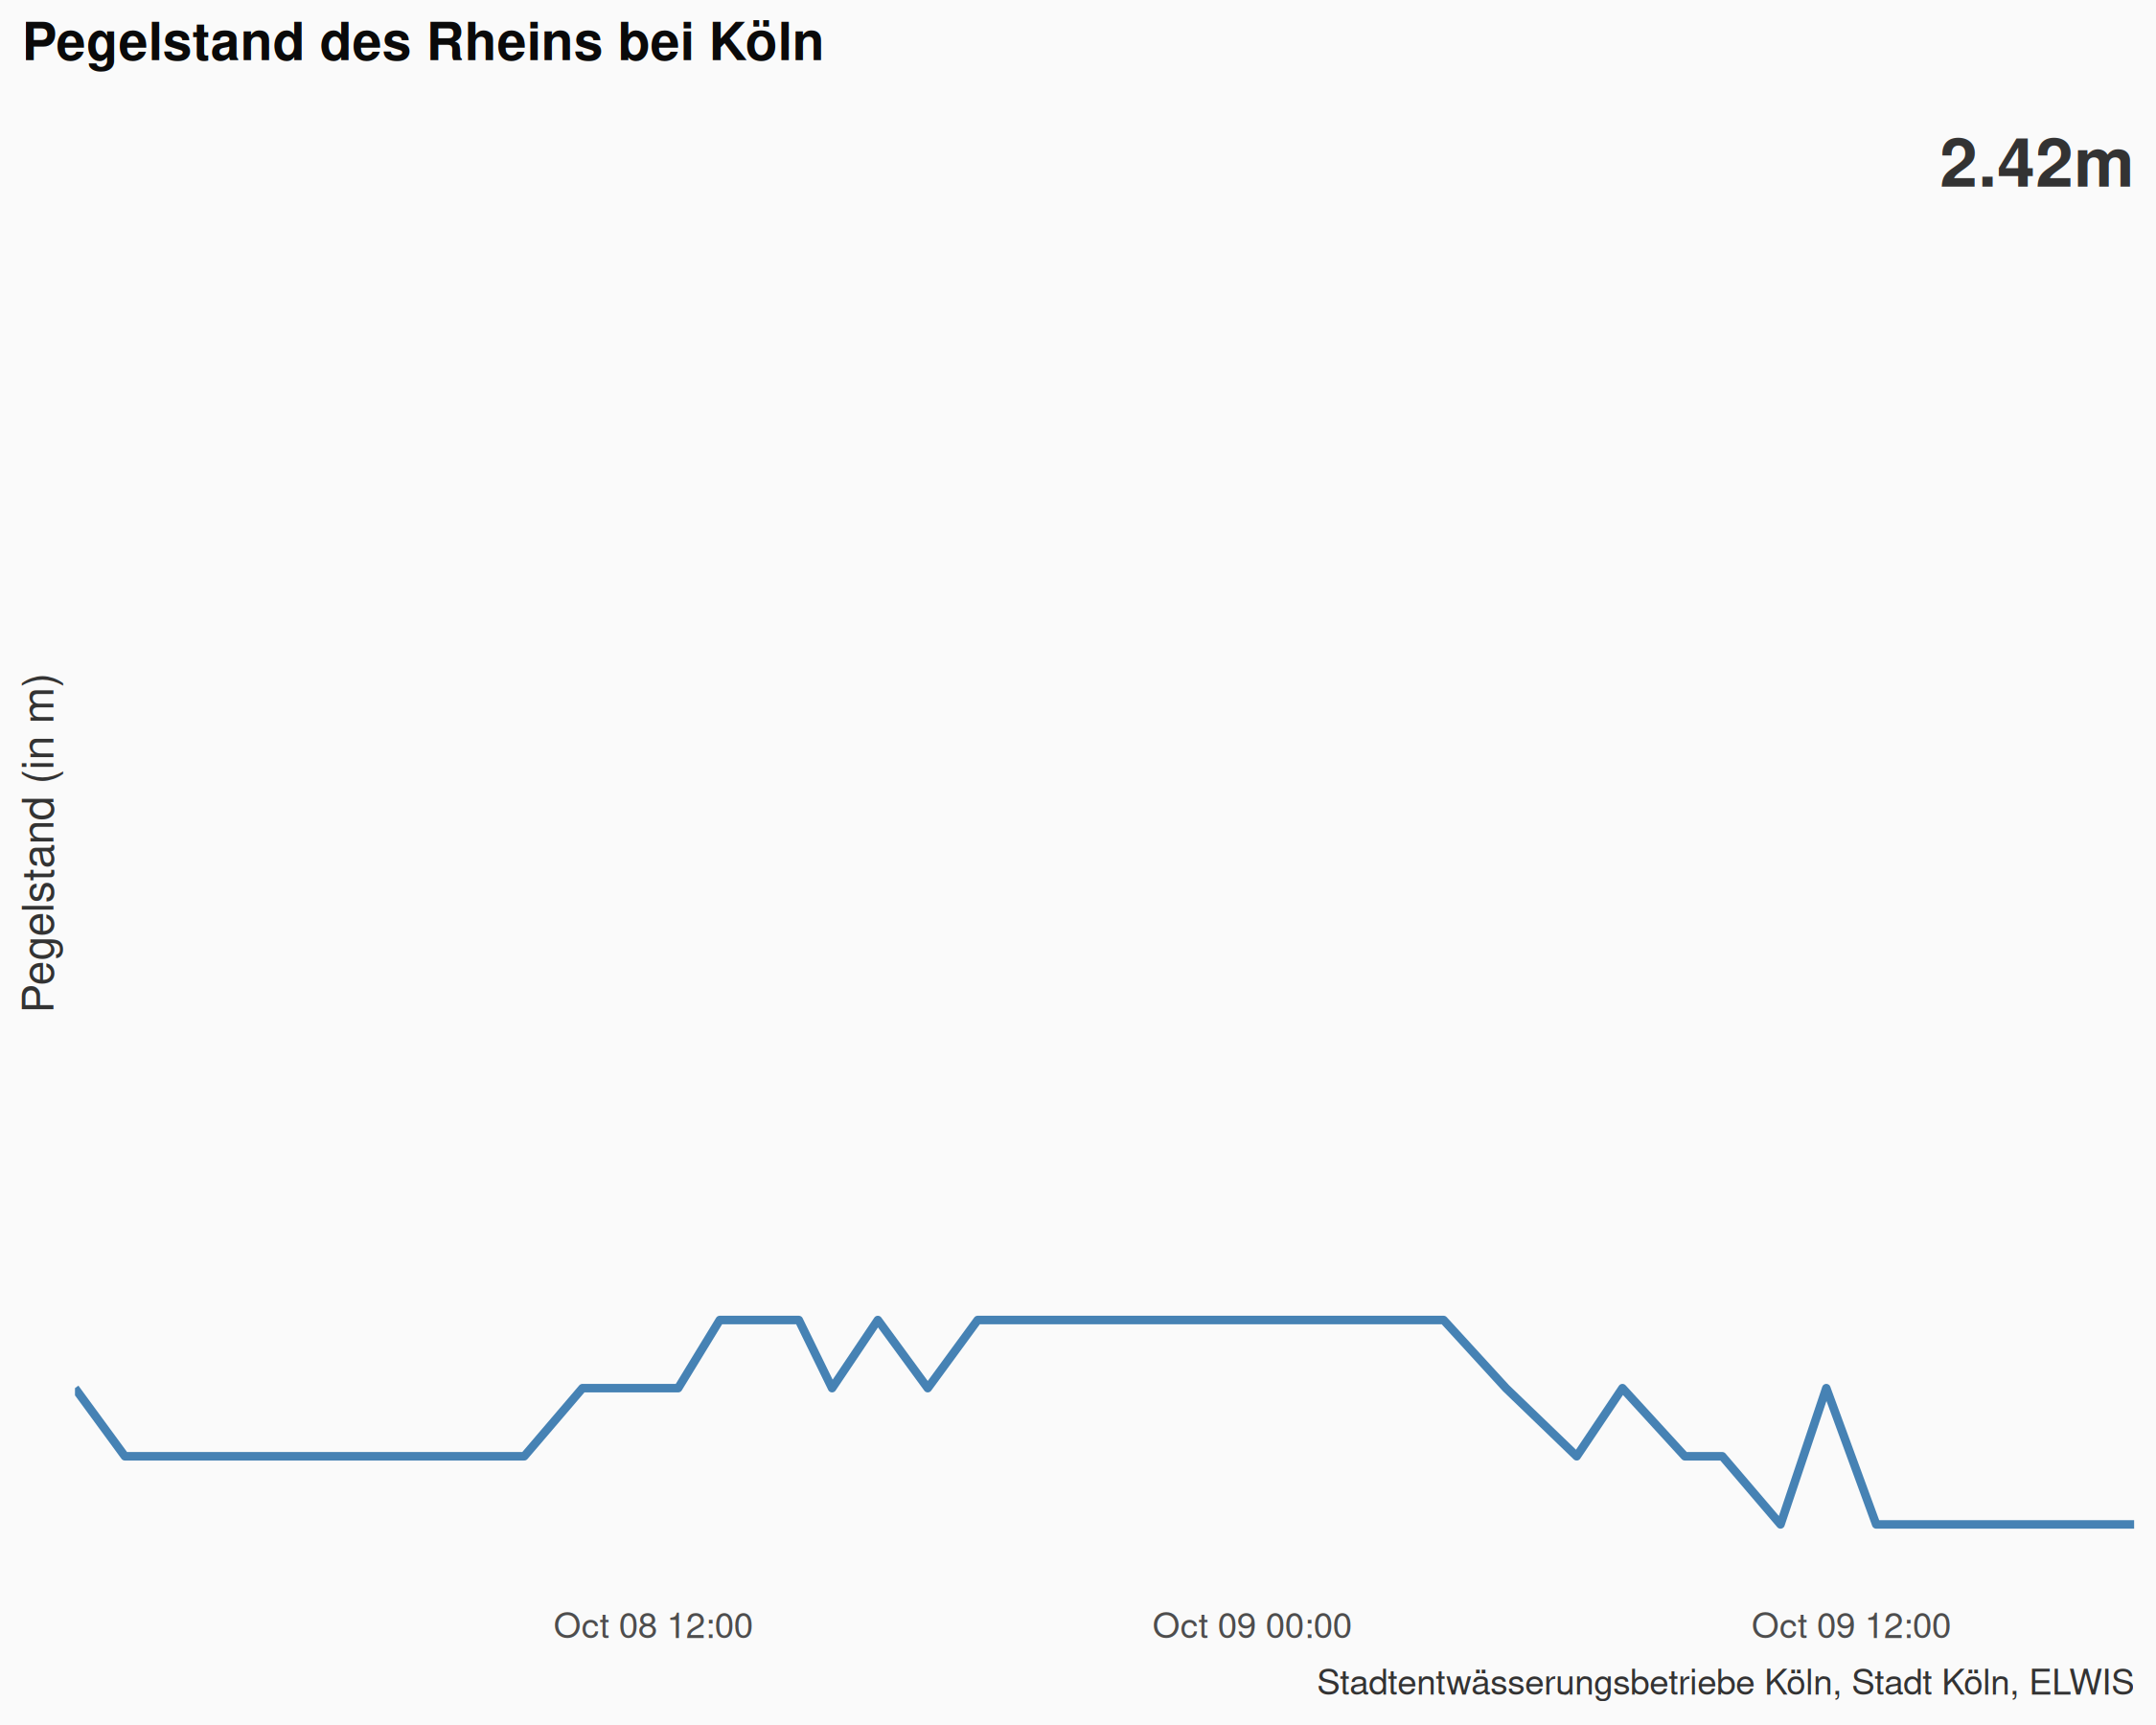 Pegelstand des Rheins bei Köln
2.42m
Pegelstand (in m)
Oct 08 12:00
Oct 09 00:00
Oct 09 12:00
Stadtentwässerungsbetriebe Köln, Stadt Köln, ELWIS